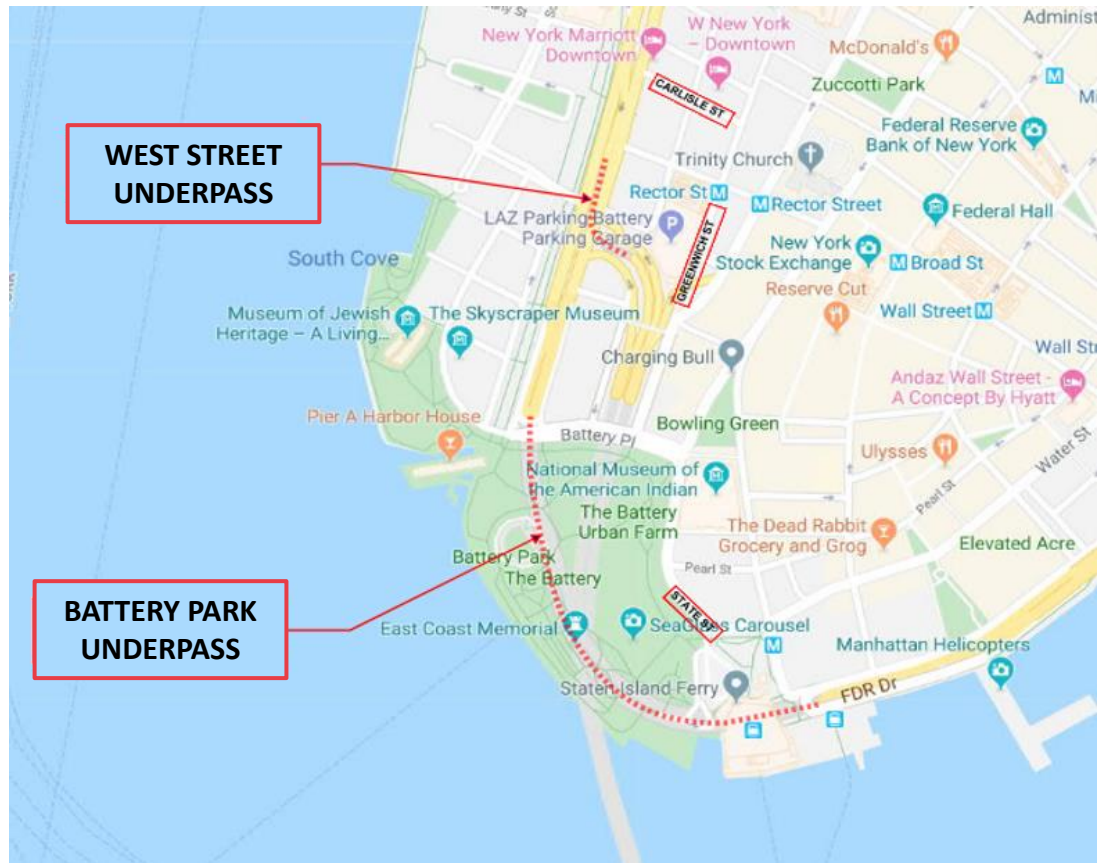 Administ
New York Marriott
Downtown
W New York
– Downtown
McDonald's
Zuccotti Park
CARLISLE ST
WEST STREET
UNDERPASS
Federal Reserve
Bank of New York
Trinity Church
Rector St M
M Rector Street
Federal Hall
LAZ Parking Battery
Parking Garage
P
GREENWICH ST
New York
Stock Exchange
M Broad St
South Cove
Reserve Cut
Museum of Jewish
Heritage – A Living...
The Skyscraper Museum
Wall Street M
Wall Str
Charging Bull
Andaz Wall Street -
A Concept By Hyatt
Pier A Harbor House
Battery Pl
Bowling Green
Ulysses
Water St
Pearl St
National Museum of
the American Indian
The Battery
Urban Farm
The Dead Rabbit
Grocery and Grog
Elevated Acre
Battery Park
The Battery
Pearl St
BATTERY PARK
UNDERPASS
STATE ST
East Coast Memorial
SeaGlass Carousel
M
Manhattan Helicopters
Staten Island Ferry
FDR Dr